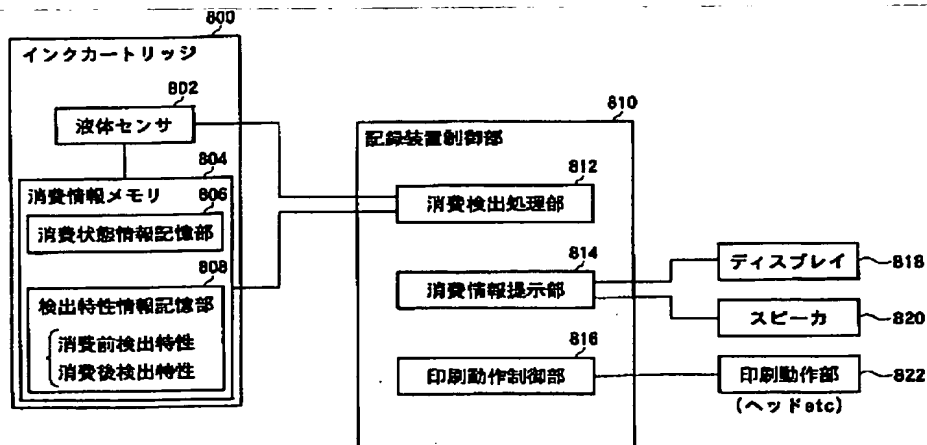 800
インクカートリッジ
802
液体センサ
804
消費情報メモリ
806
消費状態情報記憶部
808
検出特性情報記憶部
消費前検出特性
消費後検出特性
810
記録装置制御部
812
消費検出処理部
814
消費情報提示部
816
印刷動作制御部
ディスプレイ
818
スピーカ
820
印刷動作部
822
(ヘッドetc)